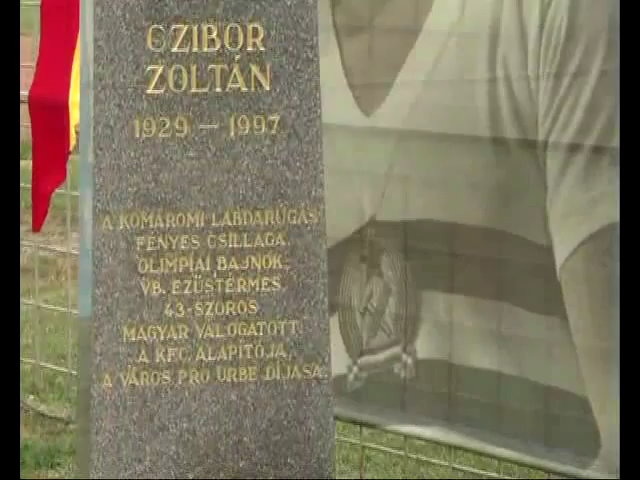 CZIBOR
ZOLTÁN
1929 – 1997
A KOMÁROMI LABDARÚGÁS
FÉNYES CSILLAGA,
OLIMPIAI BAJNOK,
VB. EZÜSTÉRMES,
43-SZOROS
MAGYAR VÁLOGATOTT,
A KFC. ALAPÍTÓJA,
A VÁROS PRO URBE DÍJASA.